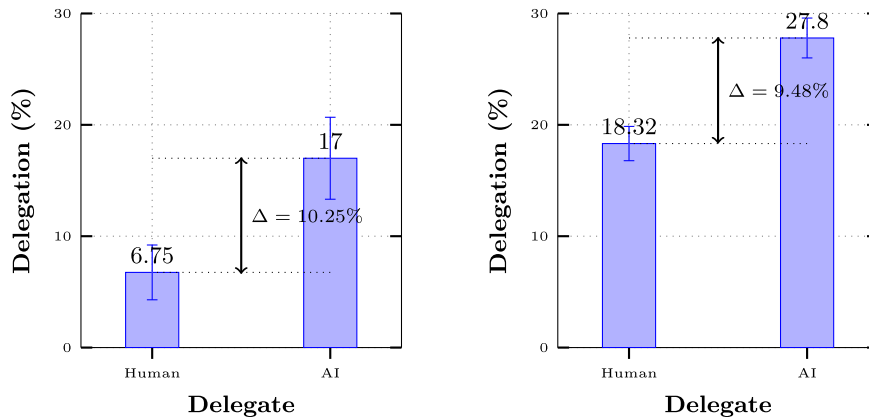 30
20
10
0
Delegation (%)
6.75
17
Δ = 10.25%
Human
AI
Delegate
30
20
10
0
Delegation (%)
18.32
27.8
Δ = 9.48%
Human
AI
Delegate